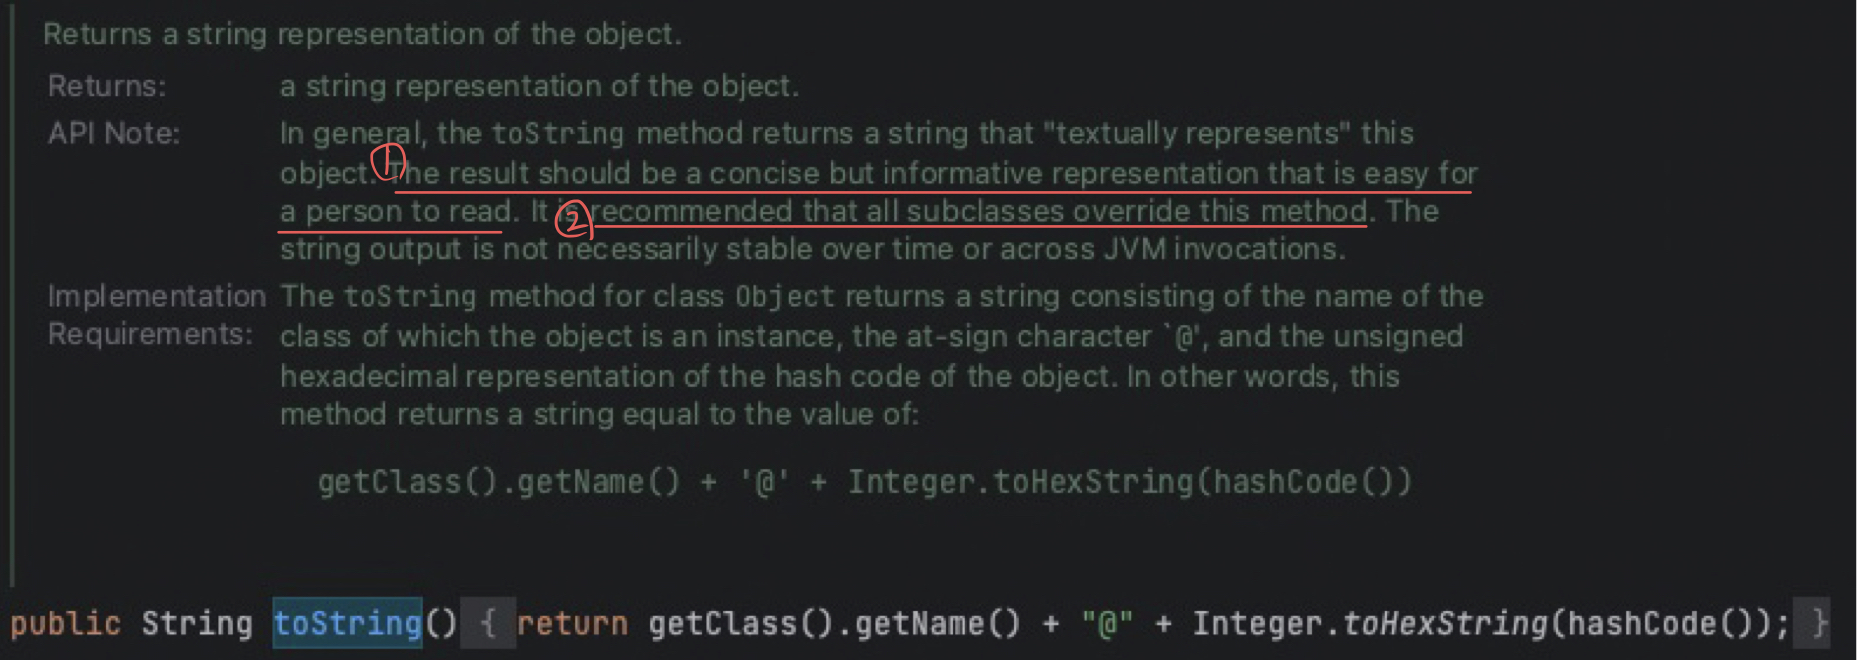 Returns a string representation of the object.
Returns: a string representation of the object.
API Note: In general, the toString method returns a string that "textually represents" this
object. ① The result should be a concise but informative representation that is easy for
a person to read. It is ② recommended that all subclasses override this method. The
string output is not necessarily stable over time or across JVM invocations.
Implementation The toString method for class Object returns a string consisting of the name of the
Requirements: class of which the object is an instance, the at-sign character `@', and the unsigned
hexadecimal representation of the hash code of the object. In other words, this
method returns a string equal to the value of:
getClass().getName() + '@' + Integer.toHexString(hashCode())
public String toString() { return getClass().getName() + "@" + Integer.toHexString(hashCode()); }